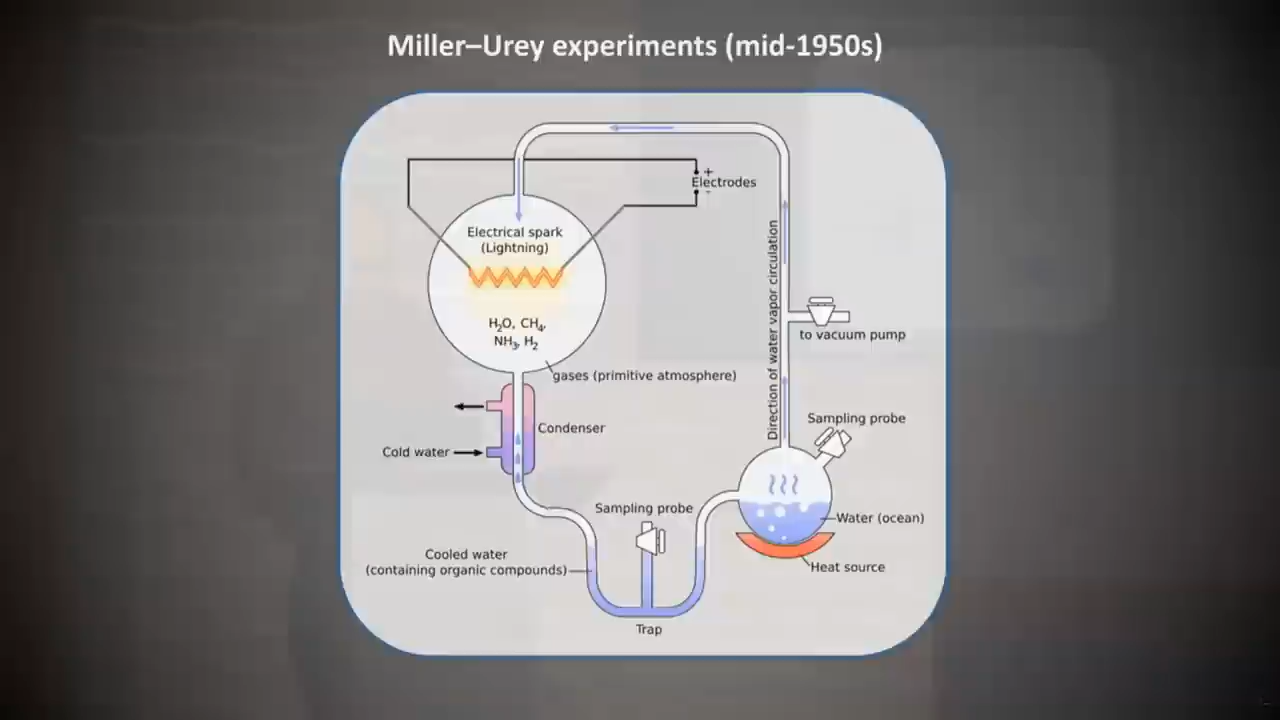 Miller–Urey experiments (mid-1950s)
+
Electrodes
-
Electrical spark
(Lightning)
H₂O, CH₄,
NH₃, H₂
gases (primitive atmosphere)
Direction of water vapor circulation
to vacuum pump
Condenser
Cold water
Sampling probe
Sampling probe
Water (ocean)
Heat source
Cooled water
(containing organic compounds)
Trap